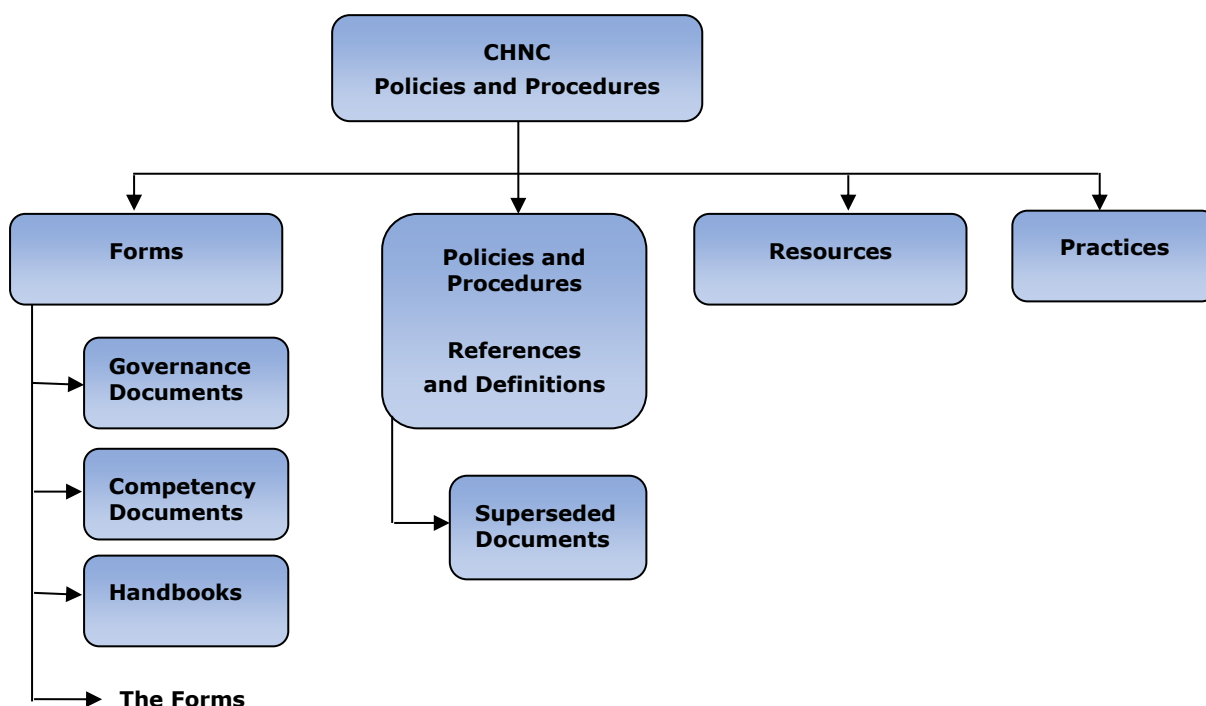 CHNC
Policies and Procedures
Forms
Policies and
Procedures
References
and Definitions
Resources
Practices
Governance
Documents
Competency
Documents
Superseded
Documents
Handbooks
The Forms